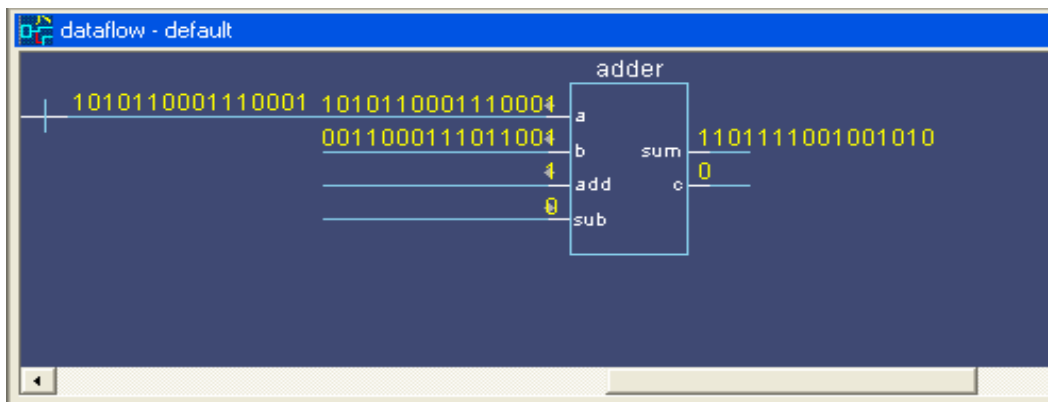 dataflow - default
adder
1010110001110001 1010110001110001 a
0011000111011001 b sum 1101111001001010
1 add c 0
0 sub